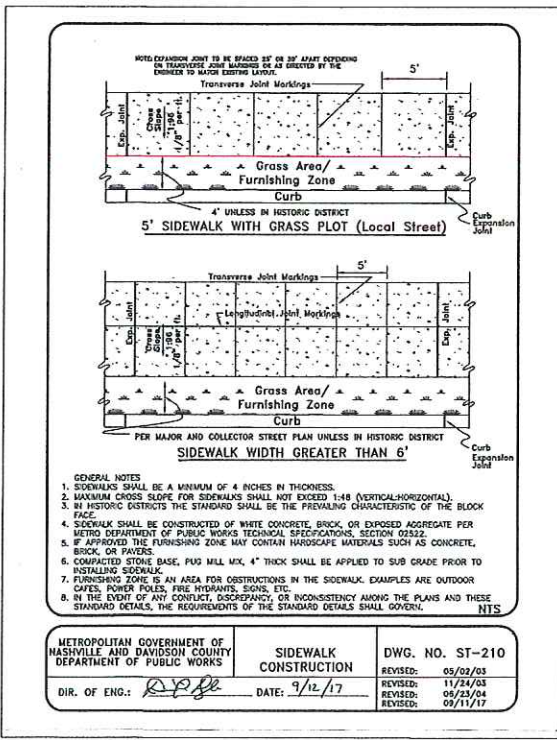 NOTE: EXPANSION JOINT TO BE SPACED 25' OR 30' APART DEPENDING
ON TRANSVERSE JOINT MARKINGS OR AS DIRECTED BY THE
ENGINEER TO MATCH EXISTING LAYOUT.
5'
Transverse Joint Markings
Exp. Joint
Cross
Slope
1:96
1/8" per ft.
Exp. Joint
Grass Area/
Furnishing Zone
Curb
4' UNLESS IN HISTORIC DISTRICT
Curb
Expansion
Joint
5' SIDEWALK WITH GRASS PLOT (Local Street)
5'
Transverse Joint Markings
Longitudinal Joint Markings
Exp. Joint
Cross
Slope
1:96
1/8" per ft.
Exp. Joint
Grass Area/
Furnishing Zone
Curb
PER MAJOR AND COLLECTOR STREET PLAN UNLESS IN HISTORIC DISTRICT
Curb
Expansion
Joint
SIDEWALK WIDTH GREATER THAN 6'
GENERAL NOTES
1. SIDEWALKS SHALL BE A MINIMUM OF 4 INCHES IN THICKNESS.
2. MAXIMUM CROSS SLOPE FOR SIDEWALKS SHALL NOT EXCEED 1:48 (VERTICAL:HORIZONTAL).
3. IN HISTORIC DISTRICTS THE STANDARD SHALL BE THE PREVAILING CHARACTERISTIC OF THE BLOCK
FACE.
4. SIDEWALK SHALL BE CONSTRUCTED OF WHITE CONCRETE, BRICK, OR EXPOSED AGGREGATE PER
METRO DEPARTMENT OF PUBLIC WORKS TECHNICAL SPECIFICATIONS, SECTION 02522.
5. IF APPROVED THE FURNISHING ZONE MAY CONTAIN HARDSCAPE MATERIALS SUCH AS CONCRETE,
BRICK, OR PAVERS.
6. COMPACTED STONE BASE, PUG MILL MIX, 4" THICK SHALL BE APPLIED TO SUB GRADE PRIOR TO
INSTALLING SIDEWALK.
7. FURNISHING ZONE IS AN AREA FOR OBSTRUCTIONS IN THE SIDEWALK. EXAMPLES ARE OUTDOOR
CAFES, POWER POLES, FIRE HYDRANTS, SIGNS, ETC.
8. IN THE EVENT OF ANY CONFLICT, DISCREPANCY, OR INCONSISTENCY AMONG THE PLANS AND THESE
STANDARD DETAILS, THE REQUIREMENTS OF THE STANDARD DETAILS SHALL GOVERN.
NTS
METROPOLITAN GOVERNMENT OF
NASHVILLE AND DAVIDSON COUNTY
DEPARTMENT OF PUBLIC WORKS
SIDEWALK
CONSTRUCTION
DWG. NO. ST-210
REVISED: 05/02/03
REVISED: 11/24/03
REVISED: 06/23/04
REVISED: 09/11/17
DIR. OF ENG.:
DATE: 9/12/17